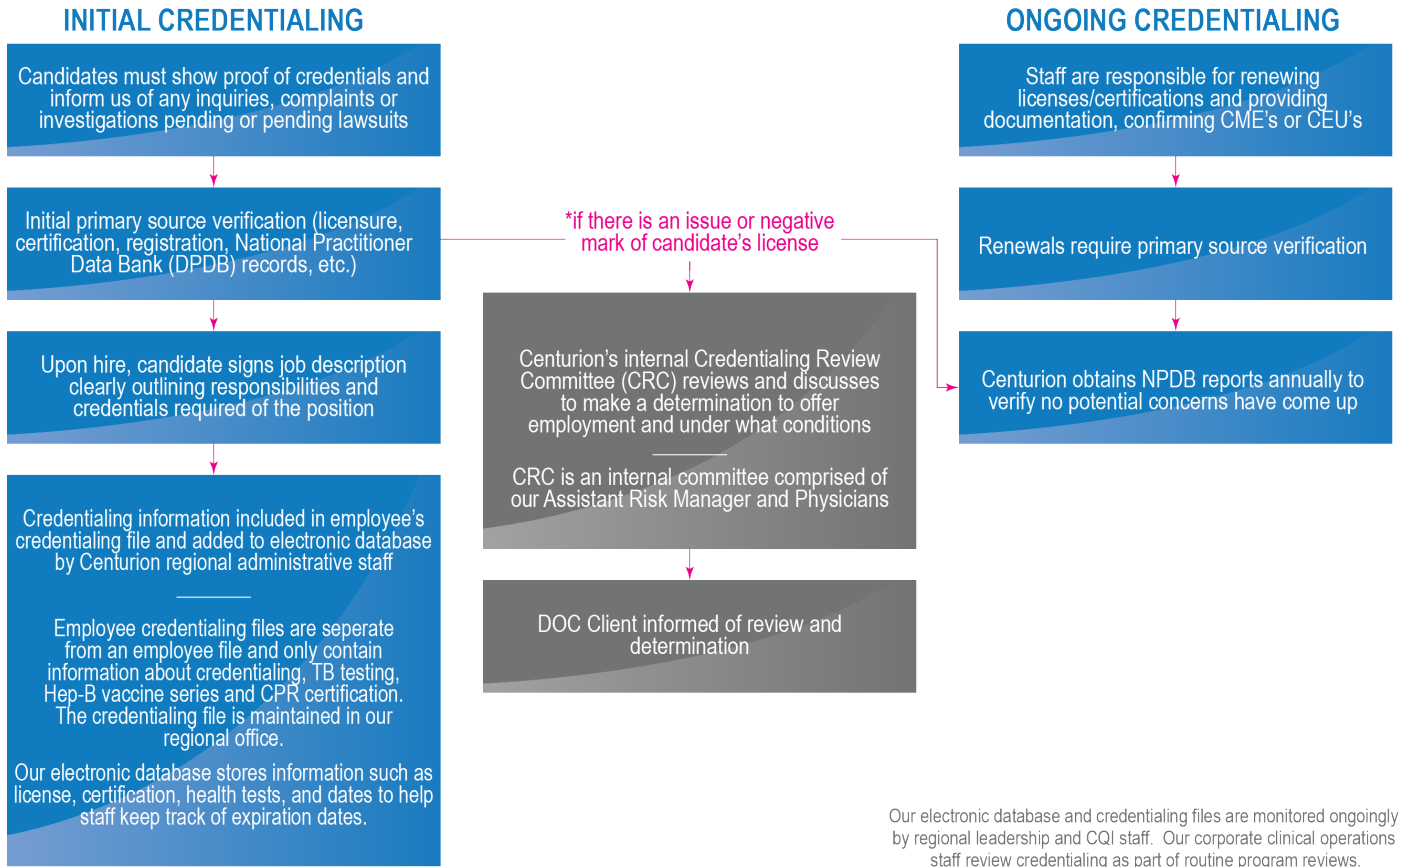 INITIAL CREDENTIALING
Candidates must show proof of credentials and
inform us of any inquiries, complaints or
investigations pending or pending lawsuits
Initial primary source verification (licensure,
certification, registration, National Practitioner
Data Bank (DPDB) records, etc.)
Upon hire, candidate signs job description
clearly outlining responsibilities and
credentials required of the position
Credentialing information included in employee's
credentialing file and added to electronic database
by Centurion regional administrative staff
Employee credentialing files are seperate
from an employee file and only contain
information about credentialing, TB testing,
Hep-B vaccine series and CPR certification.
The credentialing file is maintained in our
regional office.
Our electronic database stores information such as
license, certification, health tests, and dates to help
staff keep track of expiration dates.
*if there is an issue or negative
mark of candidate's license
Centurion's internal Credentialing Review
Committee (CRC) reviews and discusses
to make a determination to offer
employment and under what conditions
CRC is an internal committee comprised of
our Assistant Risk Manager and Physicians
DOC Client informed of review and
determination
ONGOING CREDENTIALING
Staff are responsible for renewing
licenses/certifications and providing
documentation, confirming CME's or CEU's
Renewals require primary source verification
Centurion obtains NPDB reports annually to
verify no potential concerns have come up
Our electronic database and credentialing files are monitored ongoingly
by regional leadership and CQI staff.  Our corporate clinical operations
staff review credentialing as part of routine program reviews.